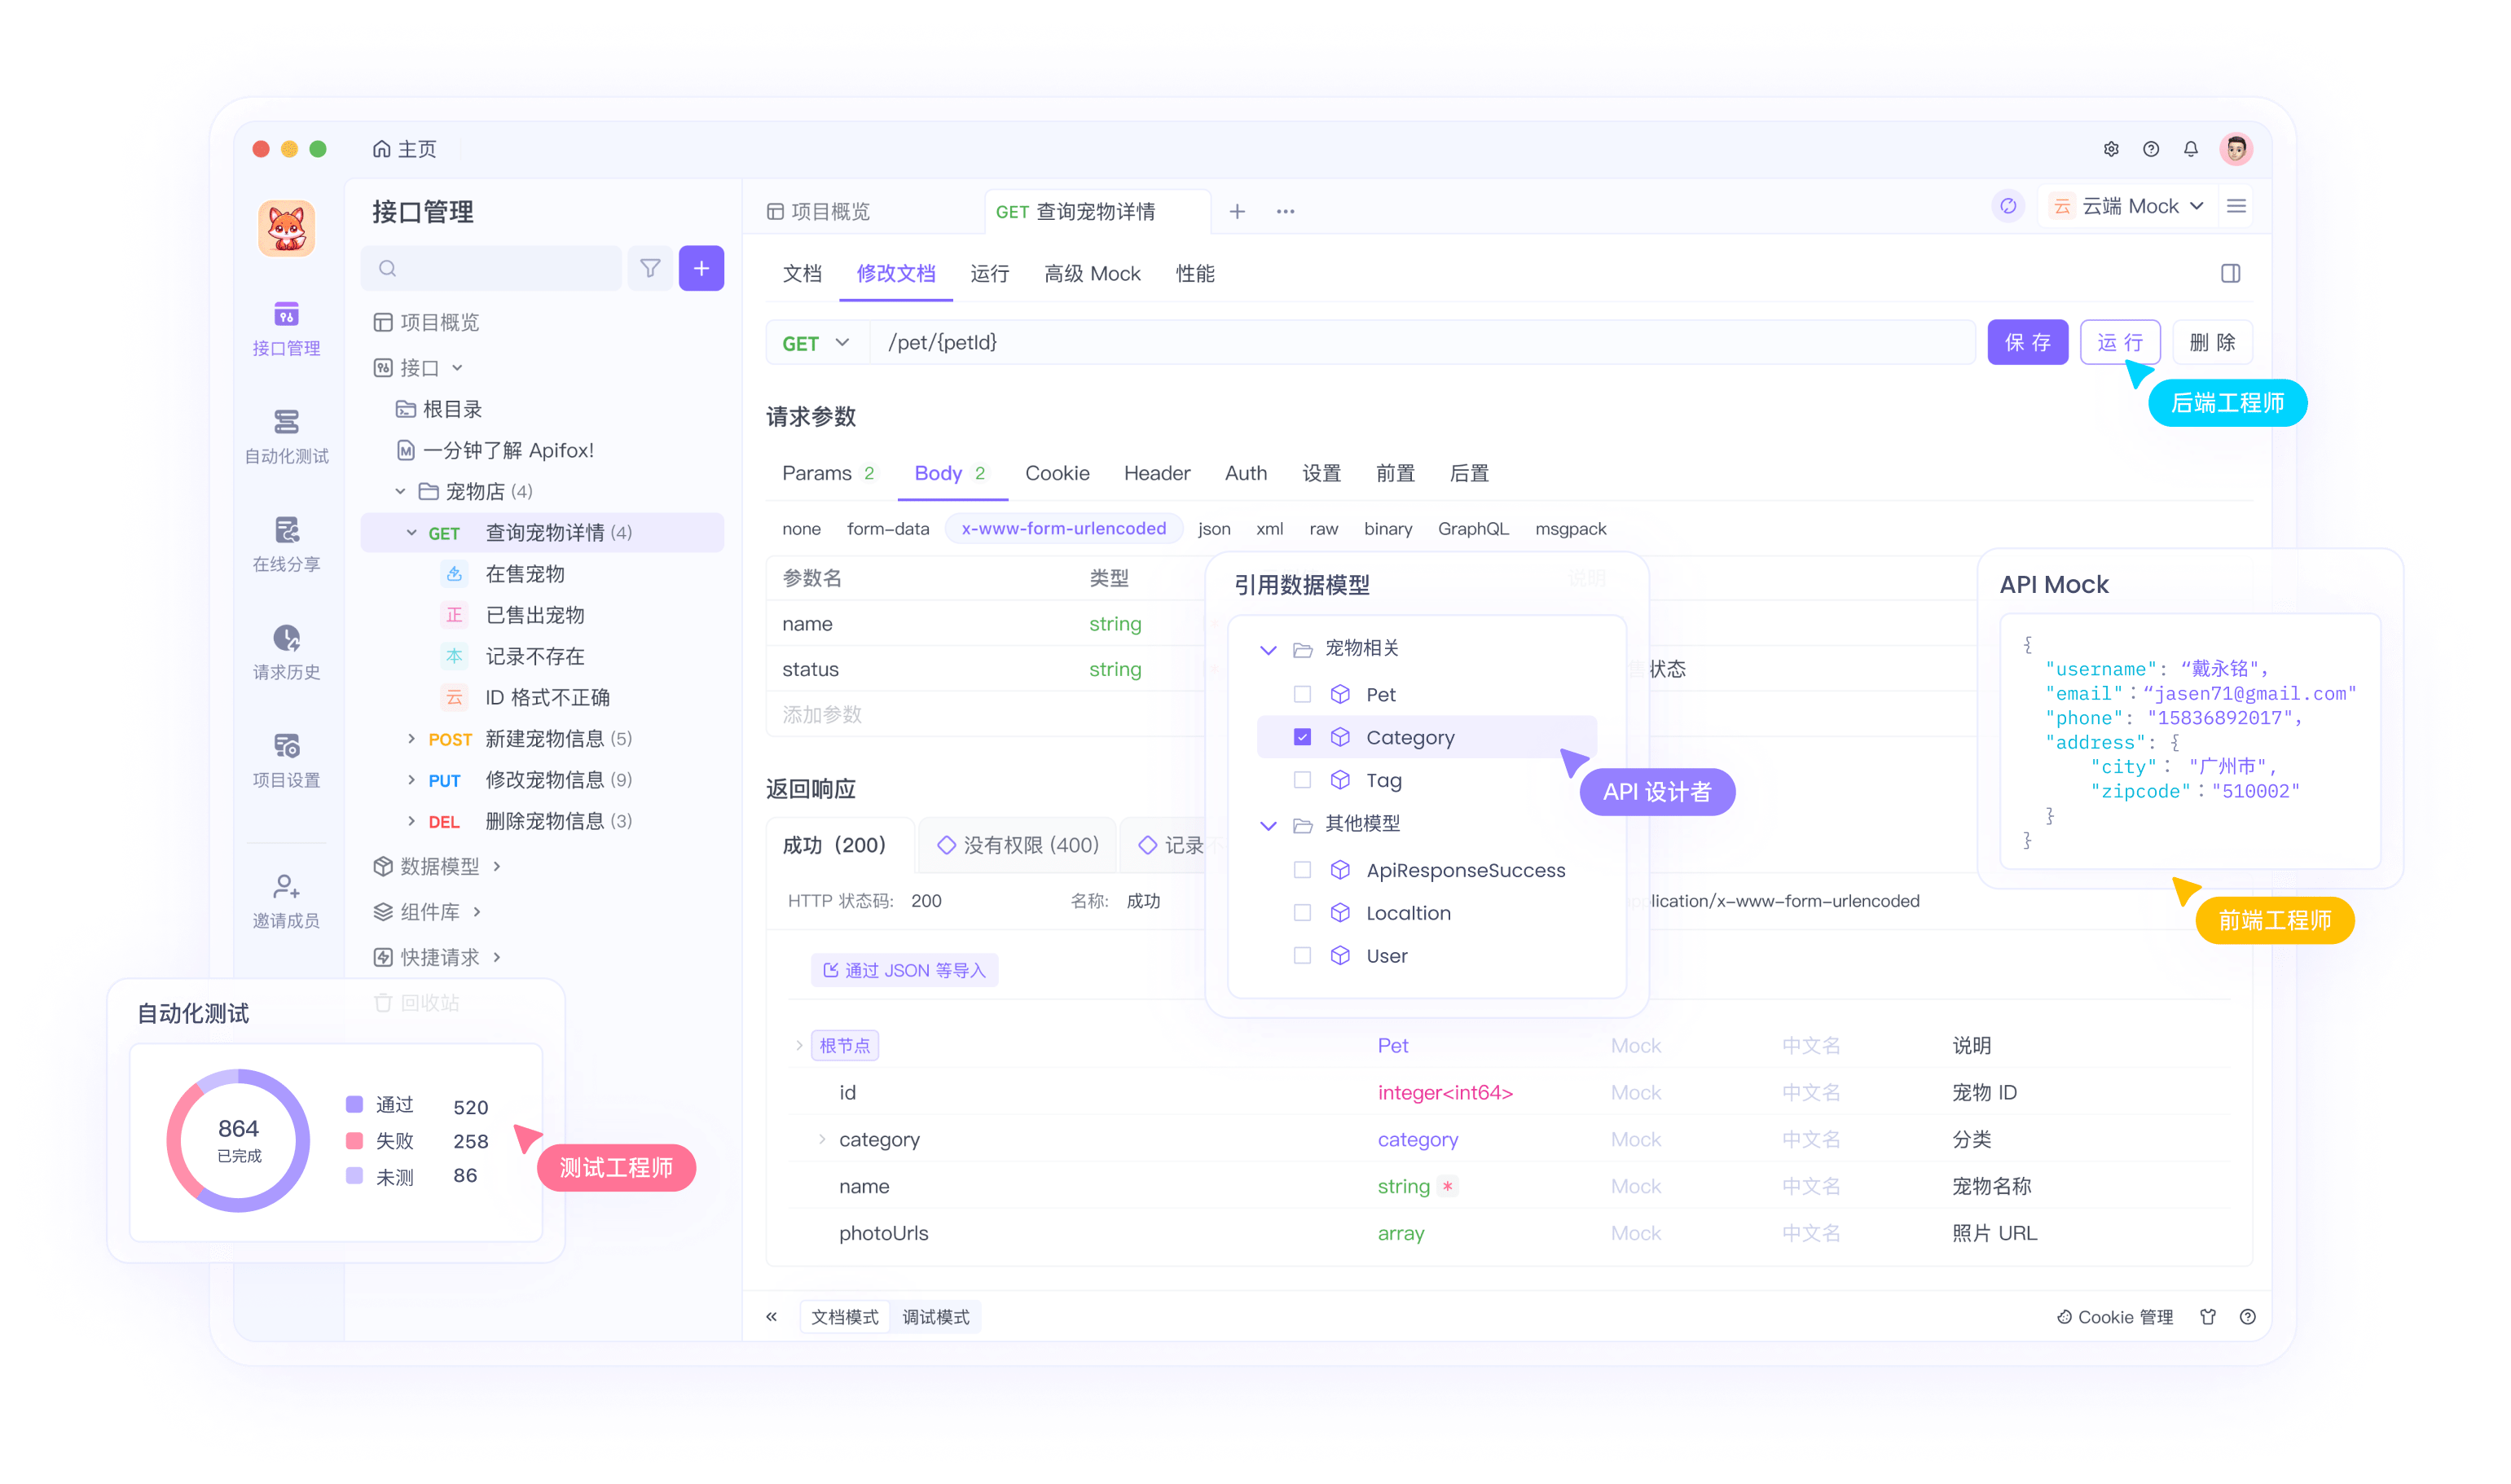 主页
接口管理
项目概览
GET 查询宠物详情
云 云端 Mock
文档 修改文档 运行 高级 Mock 性能
接口管理
自动化测试
在线分享
请求历史
项目设置
邀请成员
项目概览
接口
根目录
一分钟了解 Apifox!
宠物店 (4)
GET 查询宠物详情 (4)
在售宠物
正 已售出宠物
本 记录不存在
云 ID 格式不正确
POST 新建宠物信息 (5)
PUT 修改宠物信息 (9)
DEL 删除宠物信息 (3)
数据模型
组件库
快捷请求
回收站
GET /pet/{petId} 保存 运行 删除
后端工程师
请求参数
Params 2 Body 2 Cookie Header Auth 设置 前置 后置
none form-data x-www-form-urlencoded json xml raw binary GraphQL msgpack
参数名 类型 说明
name string
status string 状态
添加参数
引用数据模型
宠物相关
Pet
Category
Tag
其他模型
ApiResponseSuccess
Localtion
User
API 设计者
API Mock
{
"username": “戴永铭",
"email":“jasen71@gmail.com"
"phone": "15836892017",
"address": {
"city": "广州市",
"zipcode":"510002"
}
}
前端工程师
返回响应
成功（200） 没有权限 (400) 记录不
HTTP 状态码: 200 名称: 成功 plication/x-www-form-urlencoded
通过 JSON 等导入
根节点 Pet Mock 中文名 说明
id integer<int64> Mock 中文名 宠物 ID
category category Mock 中文名 分类
name string * Mock 中文名 宠物名称
photoUrls array Mock 中文名 照片 URL
自动化测试
864
已完成
通过 520
失败 258
未测 86
测试工程师
文档模式 调试模式
Cookie 管理